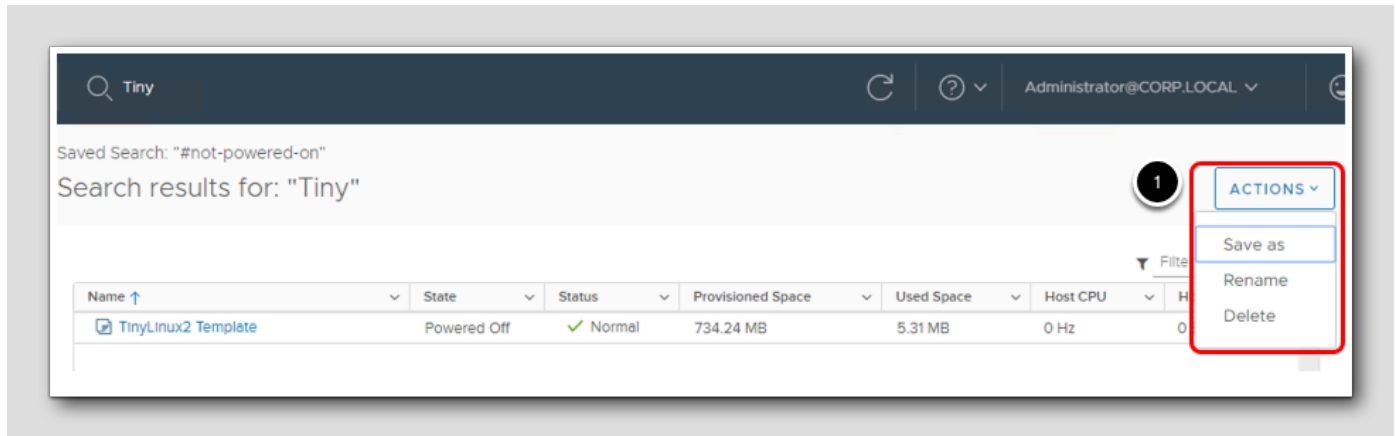 Tiny
Administrator@CORP.LOCAL
Saved Search: "#not-powered-on"
Search results for: "Tiny"
1
ACTIONS
Save as
Filte
Rename
Name State Status Provisioned Space Used Space Host CPU H
Delete
TinyLinux2 Template Powered Off Normal 734.24 MB 5.31 MB 0 Hz 0